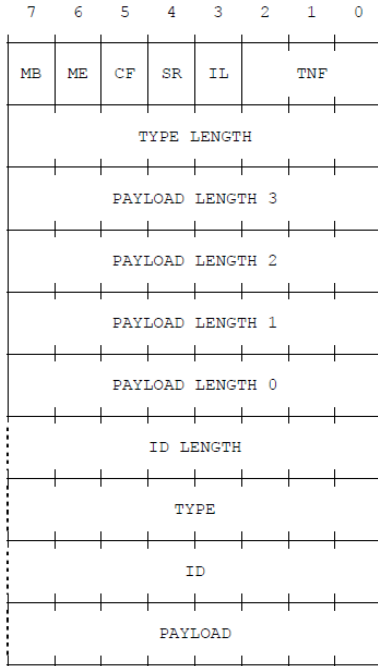 7 6 5 4 3 2 1 0
MB ME CF SR IL TNF
TYPE LENGTH
PAYLOAD LENGTH 3
PAYLOAD LENGTH 2
PAYLOAD LENGTH 1
PAYLOAD LENGTH 0
ID LENGTH
TYPE
ID
PAYLOAD